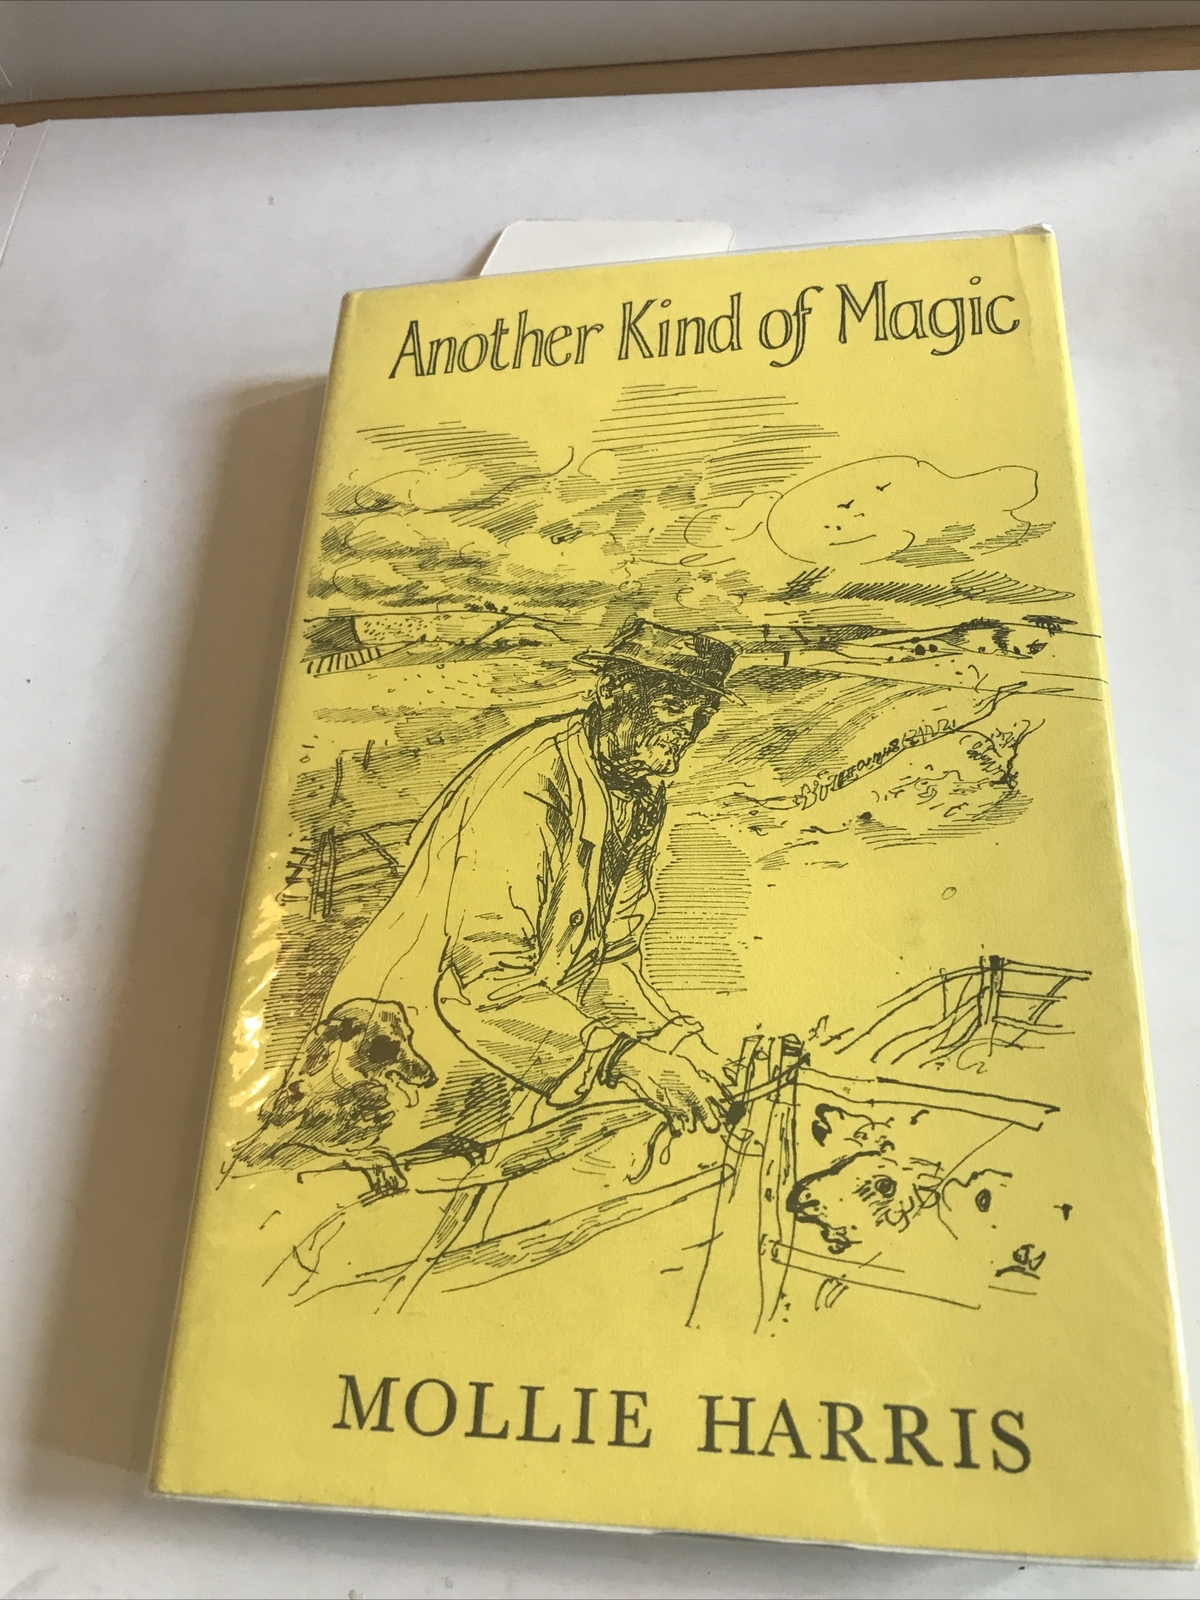 Another Kind of Magic
MOLLIE HARRIS